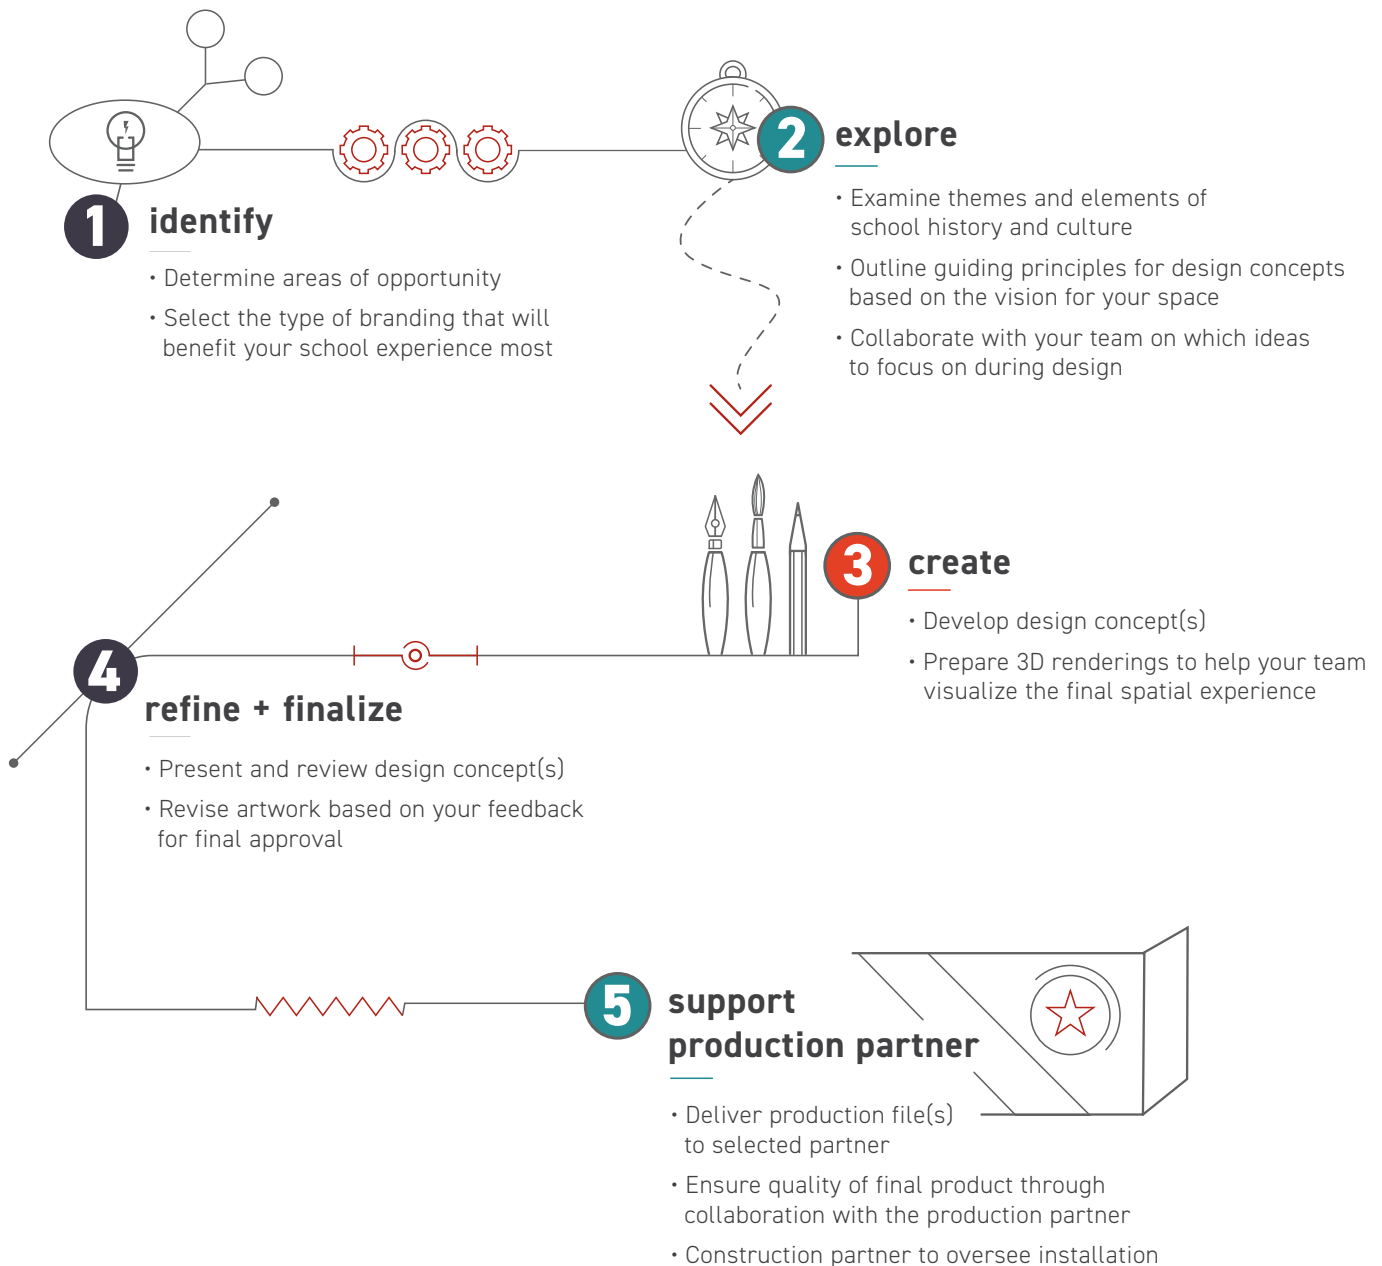 1
identify
• Determine areas of opportunity
• Select the type of branding that will
benefit your school experience most
2
explore
• Examine themes and elements of
school history and culture
• Outline guiding principles for design concepts
based on the vision for your space
• Collaborate with your team on which ideas
to focus on during design
3
create
• Develop design concept(s)
• Prepare 3D renderings to help your team
visualize the final spatial experience
4
refine + finalize
• Present and review design concept(s)
• Revise artwork based on your feedback
for final approval
5
support
production partner
• Deliver production file(s)
to selected partner
• Ensure quality of final product through
collaboration with the production partner
• Construction partner to oversee installation